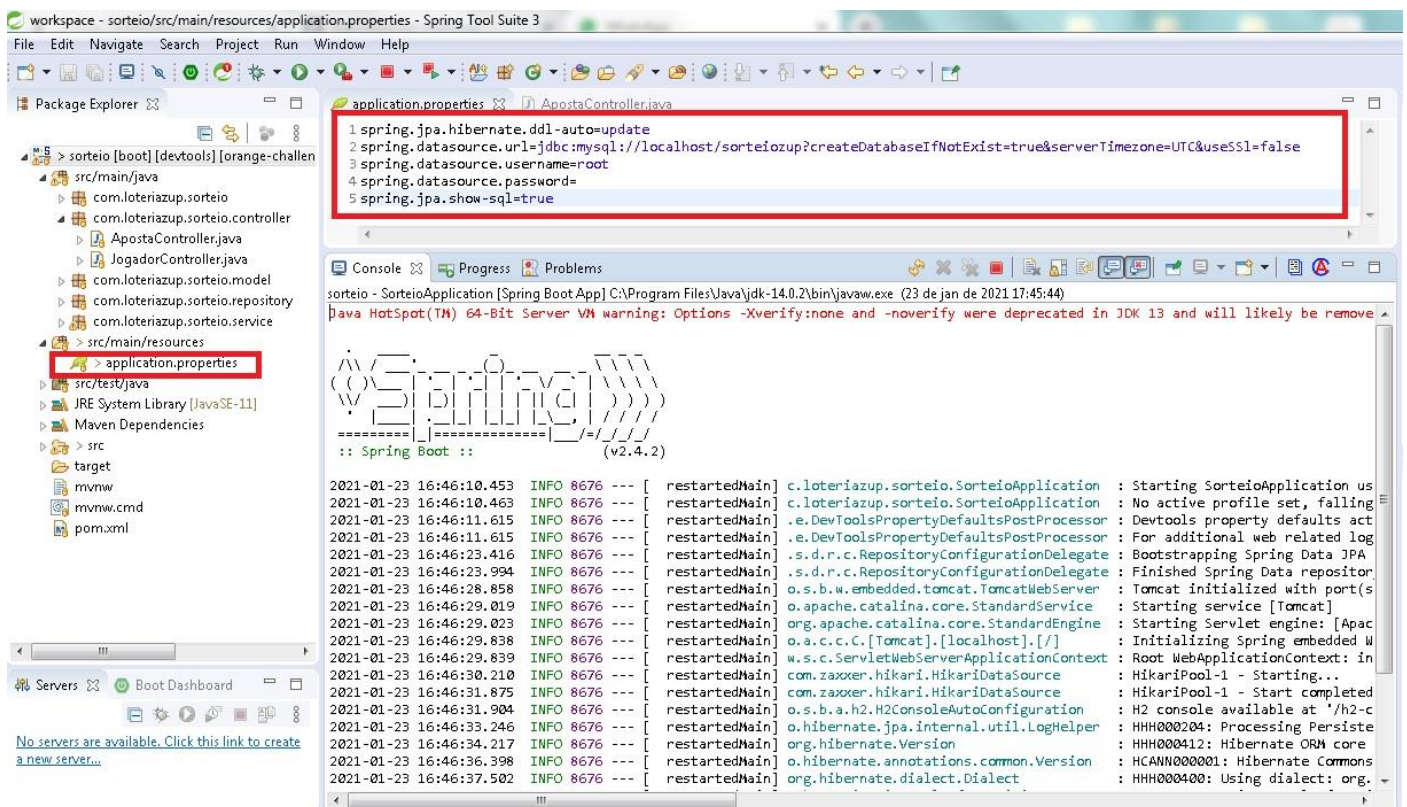 workspace - sorteio/src/main/resources/application.properties - Spring Tool Suite 3
File Edit Navigate Search Project Run Window Help
Package Explorer
> sorteio [boot] [devtools] [orange-challen
src/main/java
com.loteriazup.sorteio
com.loteriazup.sorteio.controller
ApostaController.java
JogadorController.java
com.loteriazup.sorteio.model
com.loteriazup.sorteio.repository
com.loteriazup.sorteio.service
> src/main/resources
> application.properties
src/test/java
JRE System Library [JavaSE-11]
Maven Dependencies
> src
target
mvnw
mvnw.cmd
pom.xml
Servers Boot Dashboard
No servers are available. Click this link to create
a new server...
application.properties ApostaController.java
1 spring.jpa.hibernate.ddl-auto=update
2 spring.datasource.url=jdbc:mysql://localhost/sorteiozup?createDatabaseIfNotExist=true&serverTimezone=UTC&useSSl=false
3 spring.datasource.username=root
4 spring.datasource.password=
5 spring.jpa.show-sql=true
Console Progress Problems
sorteio - SorteioApplication [Spring Boot App] C:\Program Files\Java\jdk-14.0.2\bin\javaw.exe (23 de jan de 2021 17:45:44)
Java HotSpot(TM) 64-Bit Server VM warning: Options -Xverify:none and -noverify were deprecated in JDK 13 and will likely be remove
Spring
:: Spring Boot :: (v2.4.2)
2021-01-23 16:46:10.453 INFO 8676 --- [ restartedMain] c.loteriazup.sorteio.SorteioApplication : Starting SorteioApplication us
2021-01-23 16:46:10.463 INFO 8676 --- [ restartedMain] c.loteriazup.sorteio.SorteioApplication : No active profile set, falling
2021-01-23 16:46:11.615 INFO 8676 --- [ restartedMain] .e.DevToolsPropertyDefaultsPostProcessor : Devtools property defaults act
2021-01-23 16:46:11.615 INFO 8676 --- [ restartedMain] .e.DevToolsPropertyDefaultsPostProcessor : For additional web related log
2021-01-23 16:46:23.416 INFO 8676 --- [ restartedMain] .s.d.r.c.RepositoryConfigurationDelegate : Bootstrapping Spring Data JPA
2021-01-23 16:46:23.994 INFO 8676 --- [ restartedMain] .s.d.r.c.RepositoryConfigurationDelegate : Finished Spring Data repositor
2021-01-23 16:46:28.858 INFO 8676 --- [ restartedMain] o.s.b.w.embedded.tomcat.TomcatWebServer : Tomcat initialized with port(s
2021-01-23 16:46:29.019 INFO 8676 --- [ restartedMain] o.apache.catalina.core.StandardService : Starting service [Tomcat]
2021-01-23 16:46:29.023 INFO 8676 --- [ restartedMain] org.apache.catalina.core.StandardEngine : Starting Servlet engine: [Apac
2021-01-23 16:46:29.838 INFO 8676 --- [ restartedMain] o.a.c.c.C.[Tomcat].[localhost].[/] : Initializing Spring embedded W
2021-01-23 16:46:29.839 INFO 8676 --- [ restartedMain] w.s.c.ServletWebServerApplicationContext : Root WebApplicationContext: in
2021-01-23 16:46:30.210 INFO 8676 --- [ restartedMain] com.zaxxer.hikari.HikariDataSource : HikariPool-1 - Starting...
2021-01-23 16:46:31.875 INFO 8676 --- [ restartedMain] com.zaxxer.hikari.HikariDataSource : HikariPool-1 - Start completed
2021-01-23 16:46:31.904 INFO 8676 --- [ restartedMain] o.s.b.a.h2.H2ConsoleAutoConfiguration : H2 console available at '/h2-c
2021-01-23 16:46:33.246 INFO 8676 --- [ restartedMain] o.hibernate.jpa.internal.util.LogHelper : HHH000204: Processing Persiste
2021-01-23 16:46:34.217 INFO 8676 --- [ restartedMain] org.hibernate.Version : HHH000412: Hibernate ORM core
2021-01-23 16:46:36.398 INFO 8676 --- [ restartedMain] o.hibernate.annotations.common.Version : HCANN000001: Hibernate Commons
2021-01-23 16:46:37.502 INFO 8676 --- [ restartedMain] org.hibernate.dialect.Dialect : HHH000400: Using dialect: org.